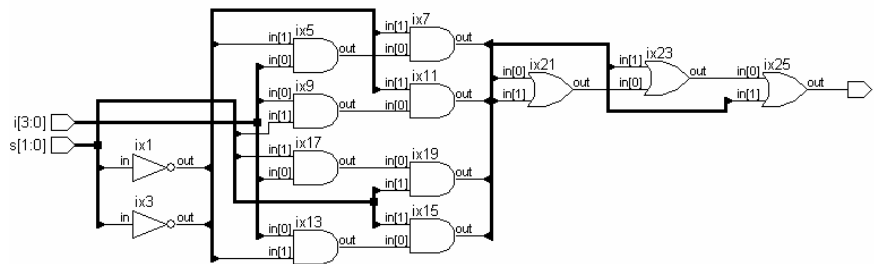 ix5
ix7
in[1]
in[1]
out
out
in[0]
in[0]
ix23
in[1]
out
ix21
ix25
in[0]
in[0]
in[0]
out
out
in[1]
in[1]
ix9
ix11
in[1]
in[0]
out
out
in[1]
in[0]
i[3:0]
s[1:0]
ix1
in
out
ix17
ix19
in[1]
in[0]
out
out
in[0]
in[1]
ix3
in
out
ix13
ix15
in[0]
in[1]
out
out
in[1]
in[0]